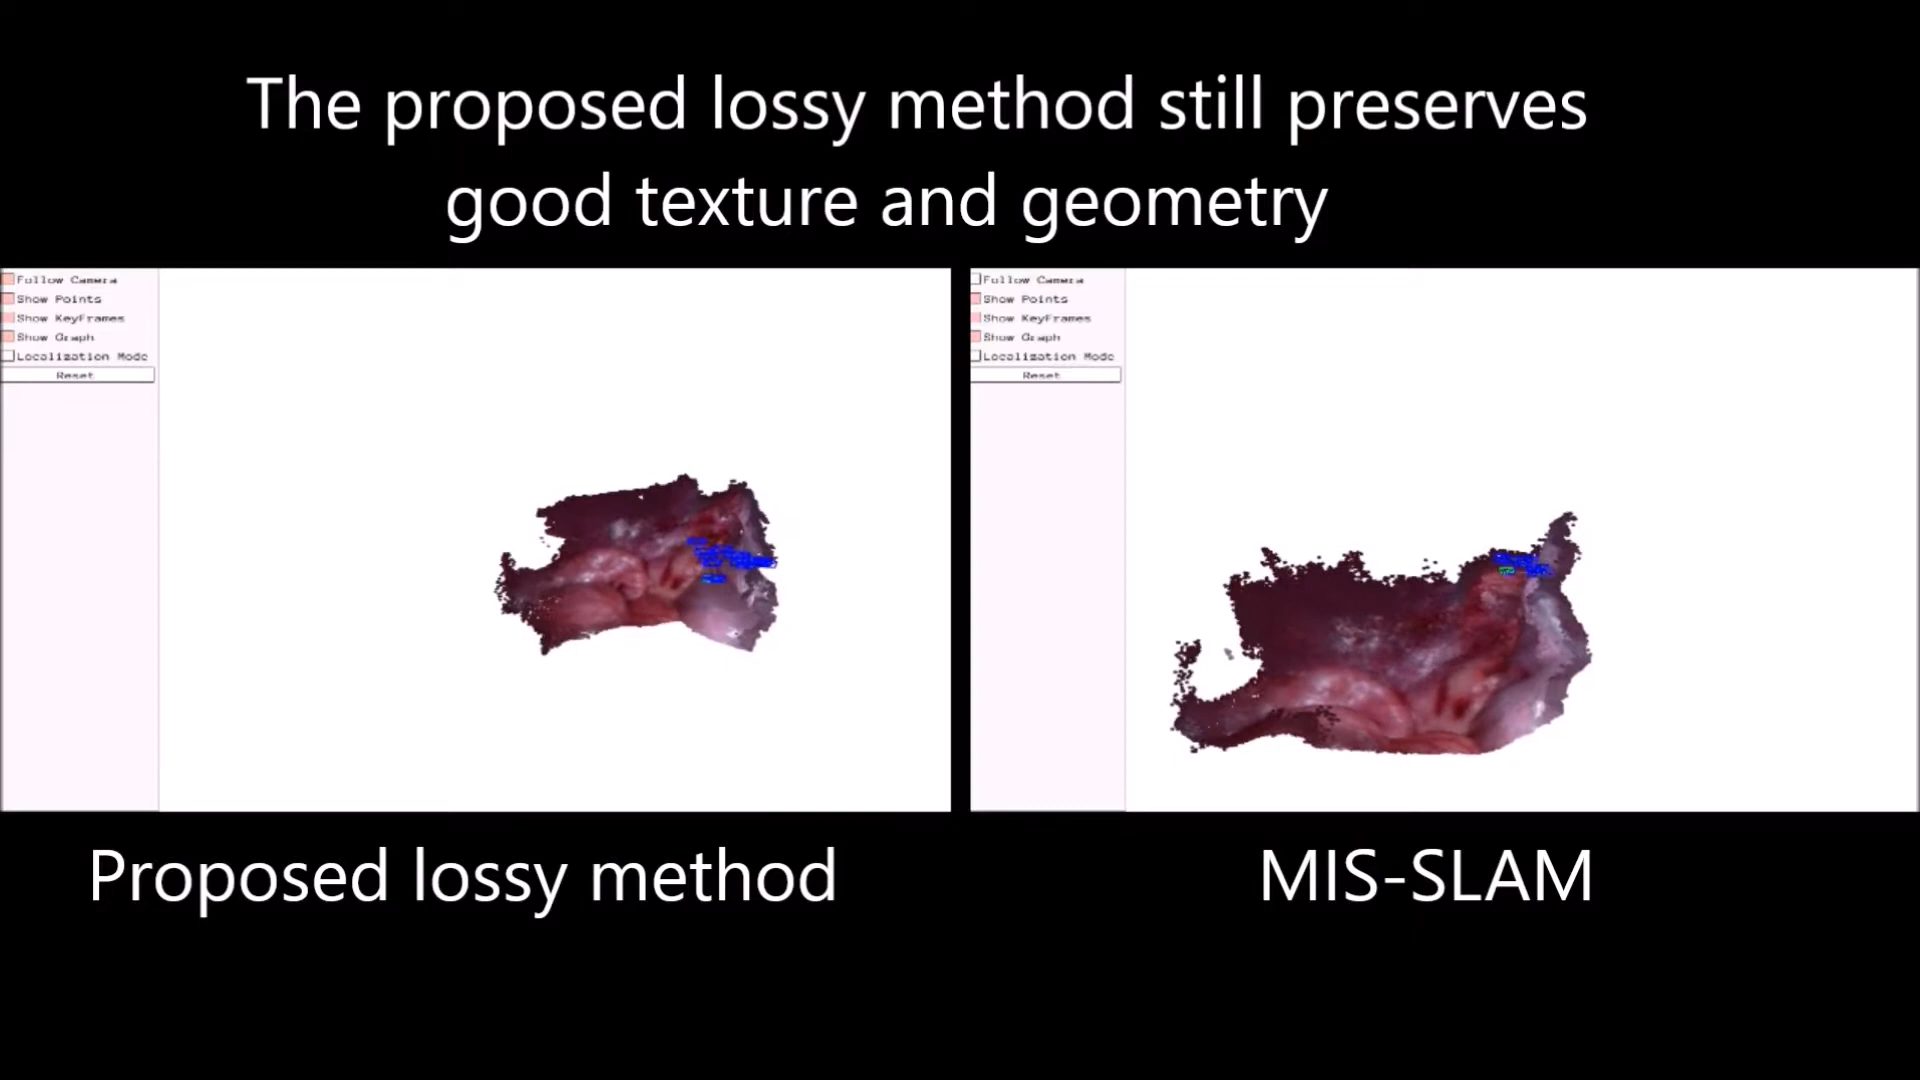 The proposed lossy method still preserves
good texture and geometry
Follow Camera
Show Points
Show KeyFrames
Show Graph
Localization Mode
Reset
Follow Camera
Show Points
Show KeyFrames
Show Graph
Localization Mode
Reset
Proposed lossy method
MIS-SLAM